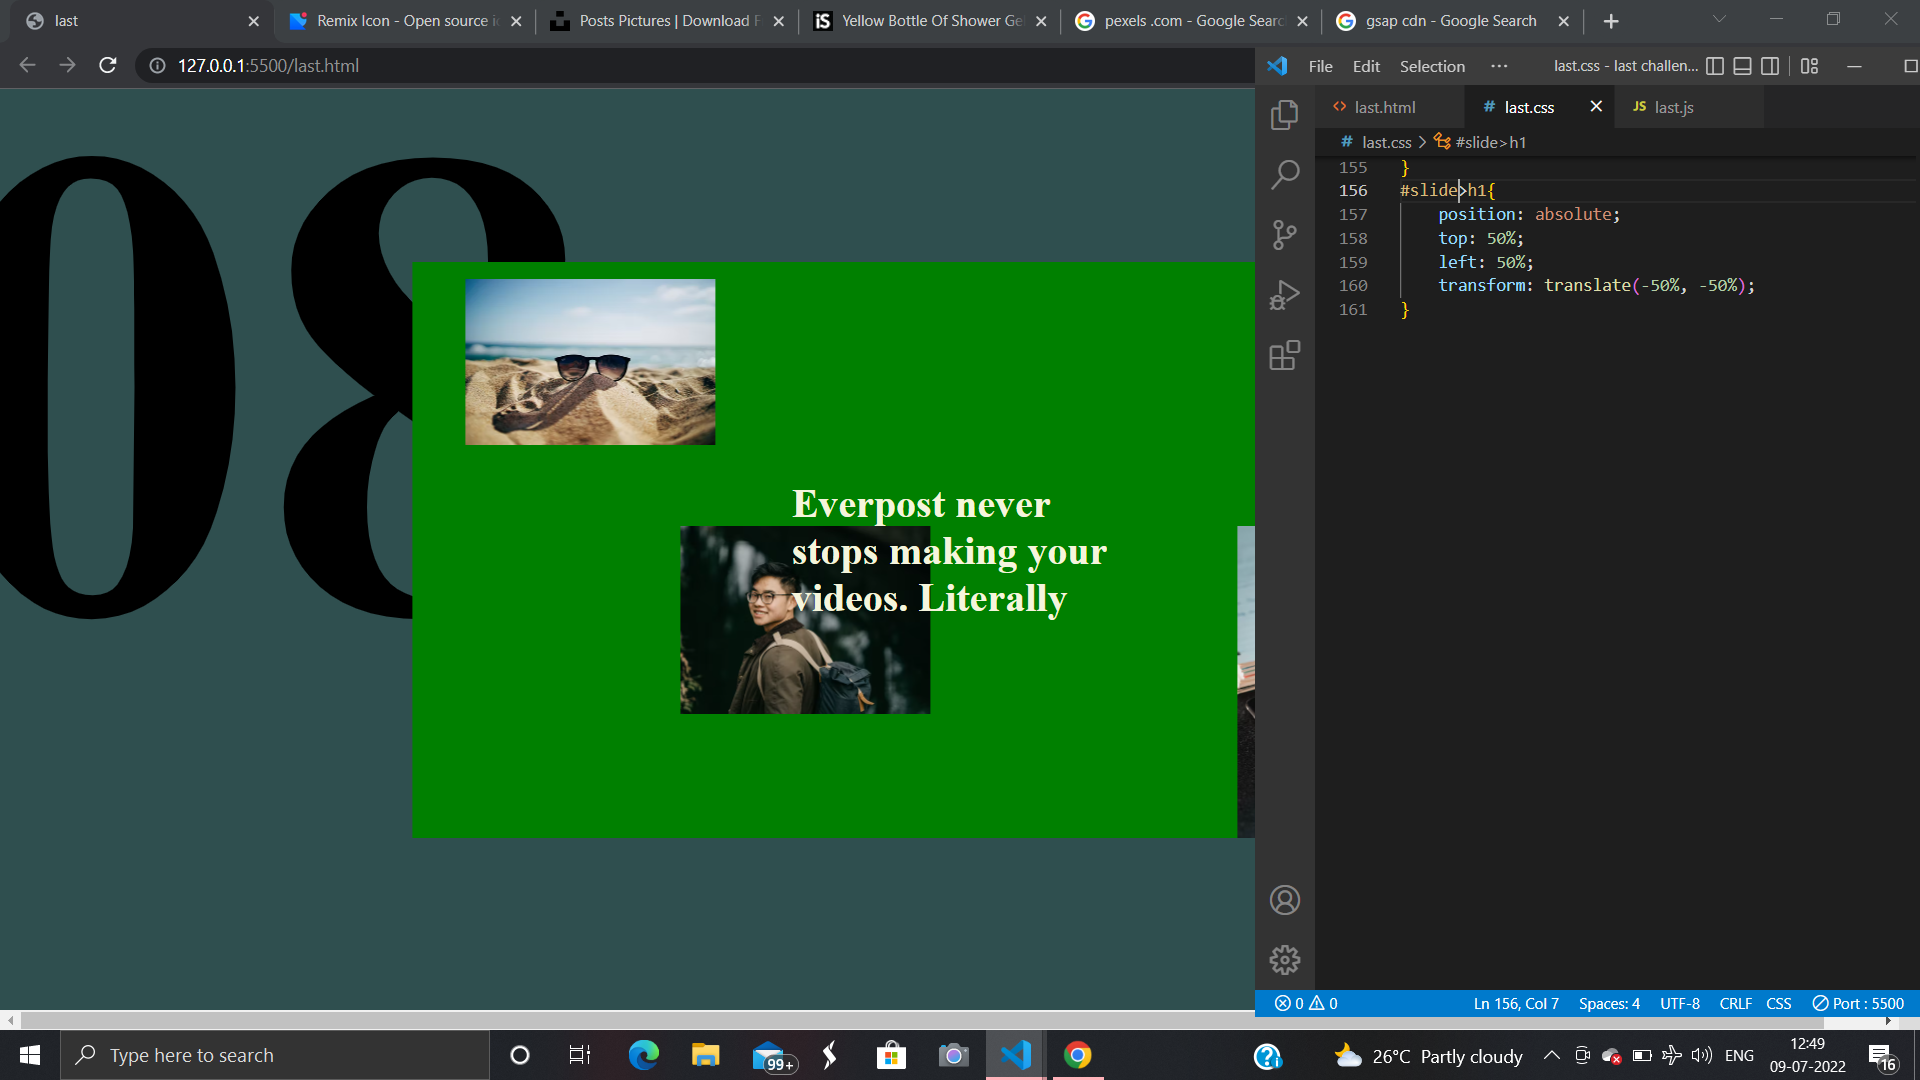 last
Remix Icon - Open source ic
Posts Pictures | Download F
iS
Yellow Bottle Of Shower Gel
pexels .com - Google Searc
gsap cdn - Google Search
127.0.0.1:5500/last.html
File Edit Selection ··· last.css - last challen...
<> last.html
# last.css
JS last.js
# last.css > #slide>h1
155 }
156 #slide>h1{
157 position: absolute;
158 top: 50%;
159 left: 50%;
160 transform: translate(-50%, -50%);
161 }
08
Everpost never
stops making your
videos. Literally
0 0 Ln 156, Col 7 Spaces: 4 UTF-8 CRLF CSS Port : 5500
Type here to search
99+
26°C Partly cloudy
ENG
12:49
09-07-2022
16